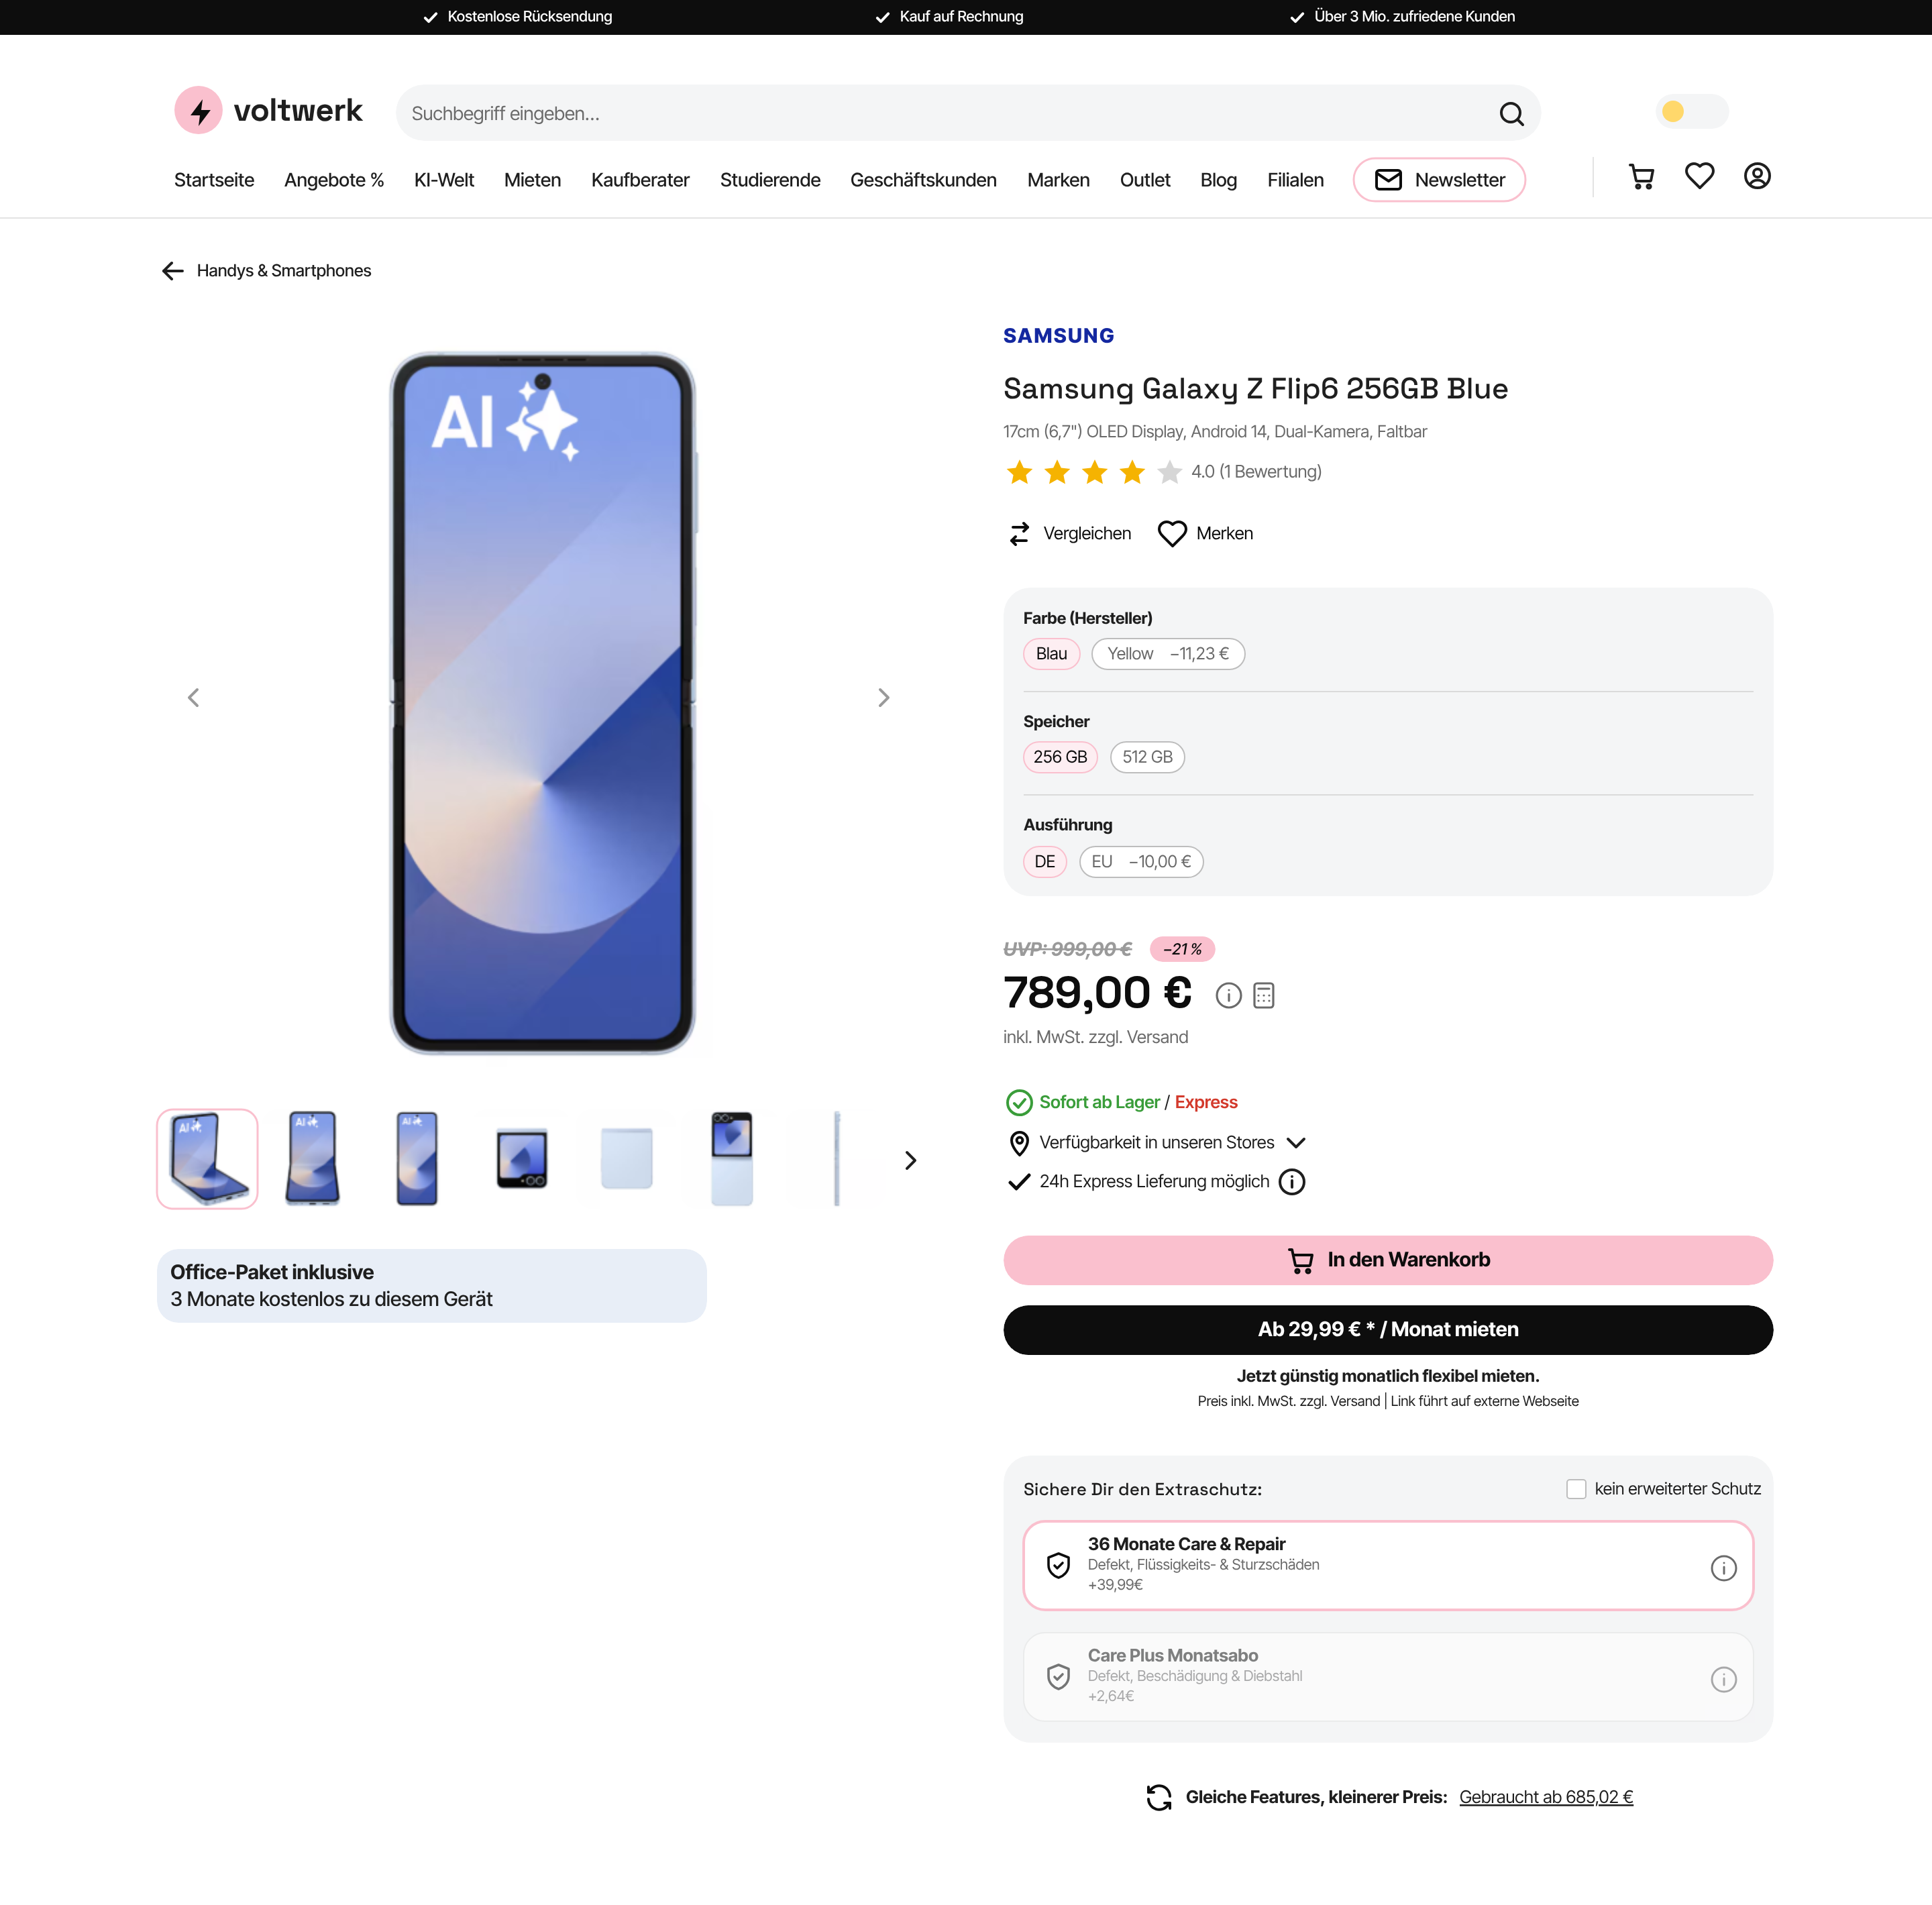 Kostenlose Rücksendung
Kauf auf Rechnung
Über 3 Mio. zufriedene Kunden
voltwerk
Suchbegriff eingeben...
Startseite Angebote % KI-Welt Mieten Kaufberater Studierende Geschäftskunden Marken Outlet Blog Filialen Newsletter
Handys & Smartphones
AI
SAMSUNG
Samsung Galaxy Z Flip6 256GB Blue
17cm (6,7") OLED Display, Android 14, Dual-Kamera, Faltbar
4.0 (1 Bewertung)
Vergleichen Merken
Farbe (Hersteller)
Blau Yellow −11,23 €
Speicher
256 GB 512 GB
Ausführung
DE EU −10,00 €
UVP: 999,00 € −21 %
789,00 €
inkl. MwSt. zzgl. Versand
Sofort ab Lager / Express
Verfügbarkeit in unseren Stores
24h Express Lieferung möglich
AI
AI
AI
Office-Paket inklusive
3 Monate kostenlos zu diesem Gerät
In den Warenkorb
Ab 29,99 € * / Monat mieten
Jetzt günstig monatlich flexibel mieten.
Preis inkl. MwSt. zzgl. Versand | Link führt auf externe Webseite
Sichere Dir den Extraschutz: kein erweiterter Schutz
36 Monate Care & Repair
Defekt, Flüssigkeits- & Sturzschäden
+39,99€
Care Plus Monatsabo
Defekt, Beschädigung & Diebstahl
+2,64€
Gleiche Features, kleinerer Preis: Gebraucht ab 685,02 €